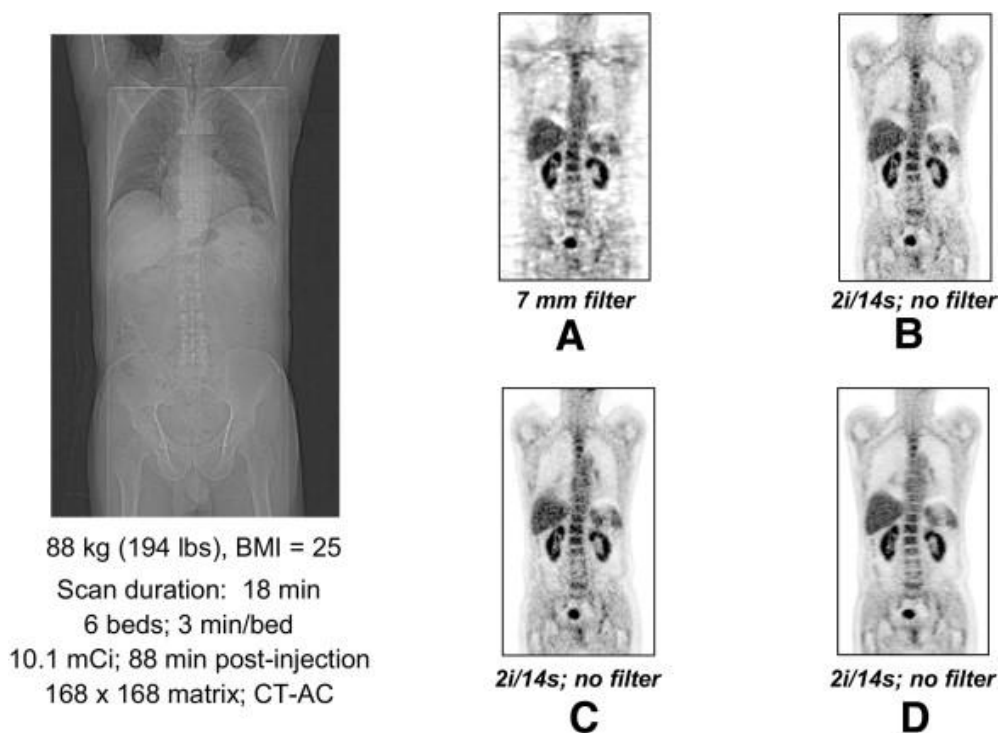 88 kg (194 lbs), BMI = 25
Scan duration:  18 min
6 beds; 3 min/bed
10.1 mCi; 88 min post-injection
168 x 168 matrix; CT-AC
7 mm filter
A
2i/14s; no filter
B
2i/14s; no filter
C
2i/14s; no filter
D